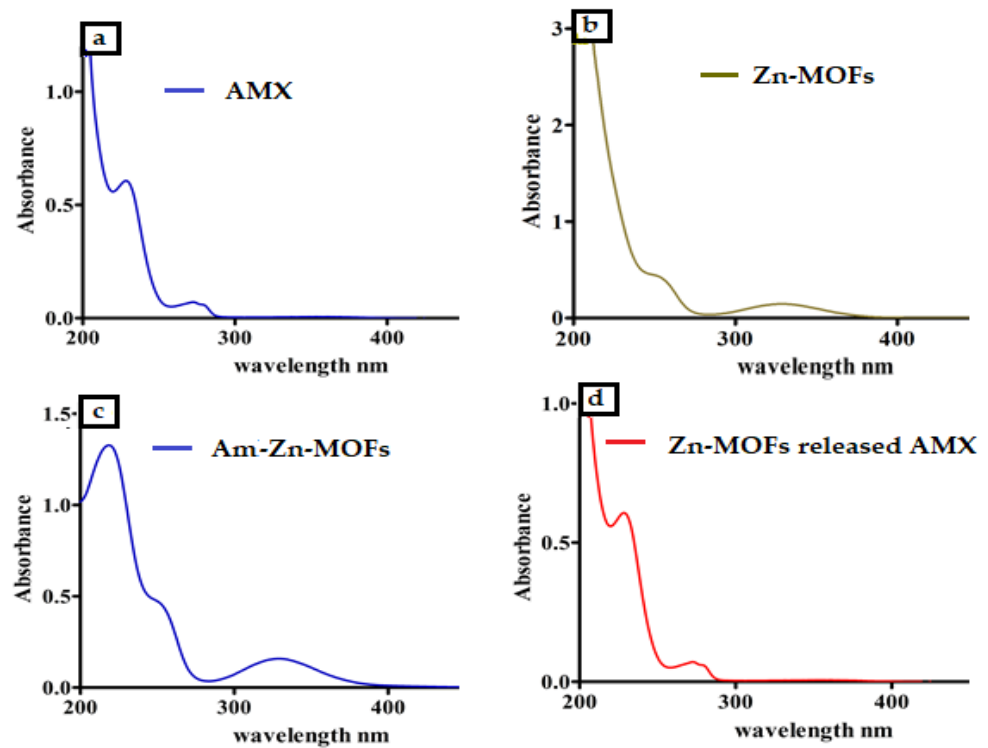 a
AMX
1.0
0.5
0.0
200
300
400
Absorbance
wavelength nm
b
Zn-MOFs
3
2
1
0
200
300
400
Absorbance
wavelength nm
c
Am-Zn-MOFs
1.5
1.0
0.5
0.0
200
300
400
Absorbance
wavelength nm
d
Zn-MOFs released AMX
1.0
0.5
0.0
200
300
400
Absorbance
wavelength nm